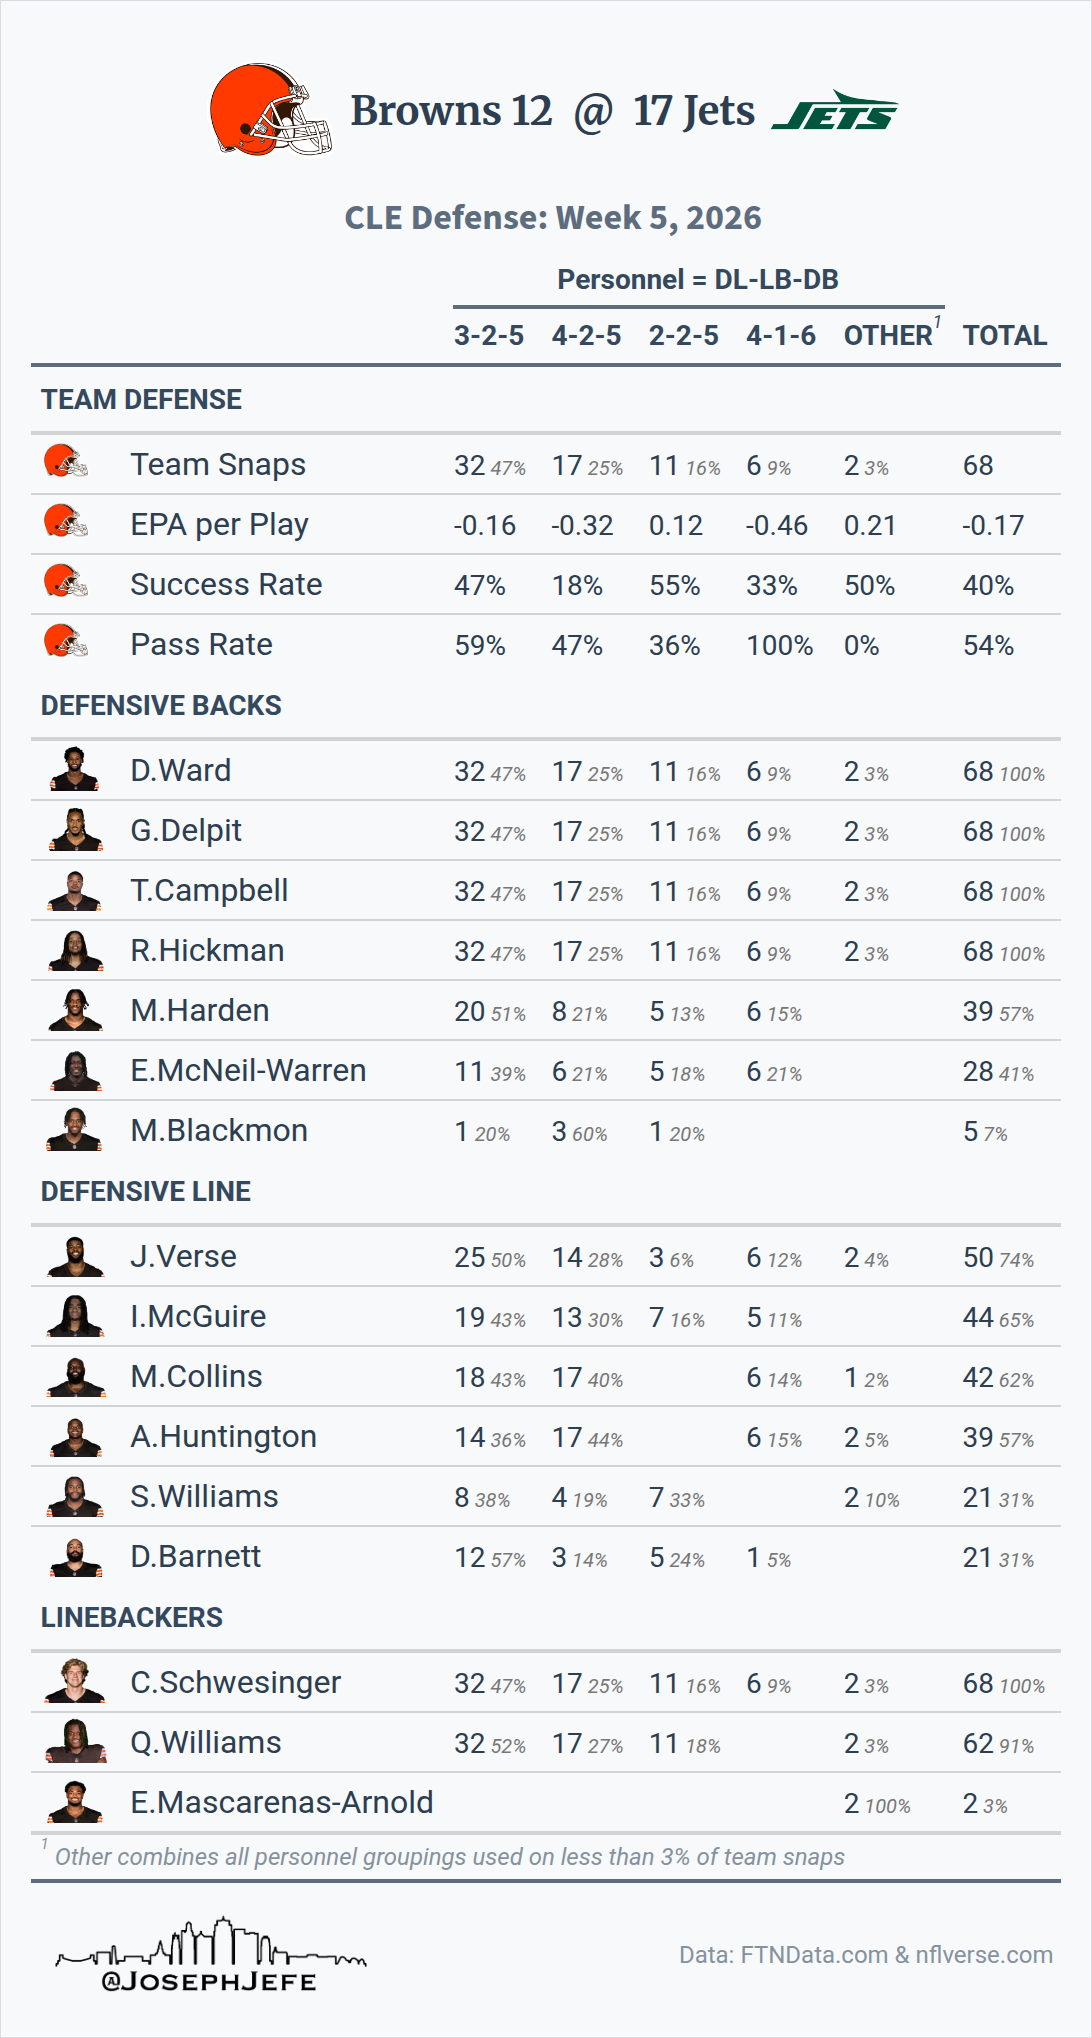 Browns 12 @ 17 Jets JETS
CLE Defense: Week 5, 2026
Personnel = DL-LB-DB
3-2-5 4-2-5 2-2-5 4-1-6 OTHER1 TOTAL
TEAM DEFENSE
Team Snaps 32 47% 17 25% 11 16% 6 9% 2 3% 68
EPA per Play -0.16 -0.32 0.12 -0.46 0.21 -0.17
Success Rate 47% 18% 55% 33% 50% 40%
Pass Rate 59% 47% 36% 100% 0% 54%
DEFENSIVE BACKS
D.Ward 32 47% 17 25% 11 16% 6 9% 2 3% 68 100%
G.Delpit 32 47% 17 25% 11 16% 6 9% 2 3% 68 100%
T.Campbell 32 47% 17 25% 11 16% 6 9% 2 3% 68 100%
R.Hickman 32 47% 17 25% 11 16% 6 9% 2 3% 68 100%
M.Harden 20 51% 8 21% 5 13% 6 15% 39 57%
E.McNeil-Warren 11 39% 6 21% 5 18% 6 21% 28 41%
M.Blackmon 1 20% 3 60% 1 20% 5 7%
DEFENSIVE LINE
J.Verse 25 50% 14 28% 3 6% 6 12% 2 4% 50 74%
I.McGuire 19 43% 13 30% 7 16% 5 11% 44 65%
M.Collins 18 43% 17 40% 6 14% 1 2% 42 62%
A.Huntington 14 36% 17 44% 6 15% 2 5% 39 57%
S.Williams 8 38% 4 19% 7 33% 2 10% 21 31%
D.Barnett 12 57% 3 14% 5 24% 1 5% 21 31%
LINEBACKERS
C.Schwesinger 32 47% 17 25% 11 16% 6 9% 2 3% 68 100%
Q.Williams 32 52% 17 27% 11 18% 2 3% 62 91%
E.Mascarenas-Arnold 2 100% 2 3%
1 Other combines all personnel groupings used on less than 3% of team snaps
@JOSEPHJEFE
Data: FTNData.com & nflverse.com